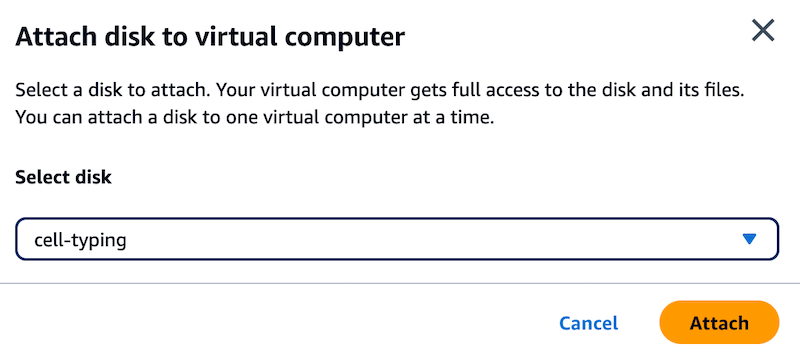 Attach disk to virtual computer
Select a disk to attach. Your virtual computer gets full access to the disk and its files.
You can attach a disk to one virtual computer at a time.
Select disk
cell-typing
Cancel
Attach